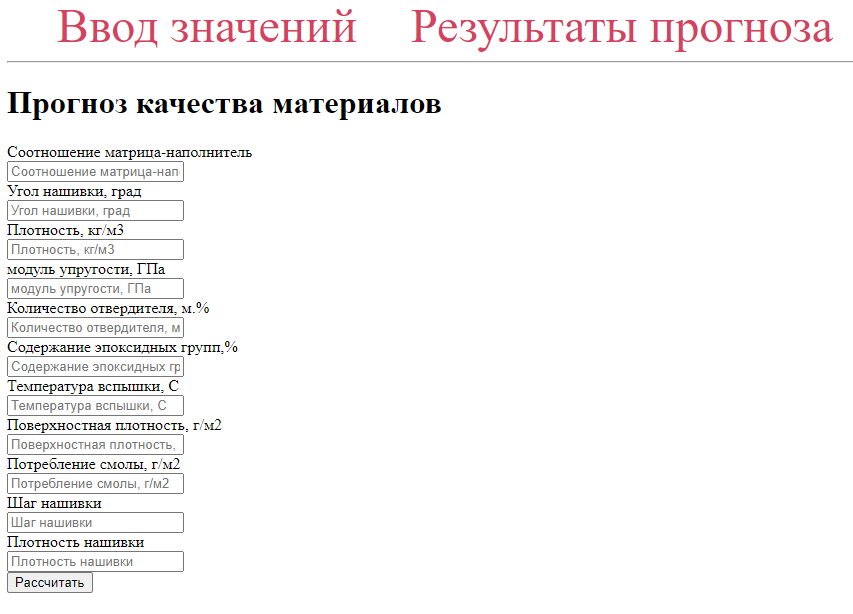 Ввод значений Результаты прогноза
Прогноз качества материалов
Соотношение матрица-наполнитель
Соотношение матрица-нап
Угол нашивки, град
Угол нашивки, град
Плотность, кг/м3
Плотность, кг/м3
модуль упругости, ГПа
модуль упругости, ГПа
Количество отвердителя, м.%
Количество отвердителя, м
Содержание эпоксидных групп,%
Содержание эпоксидных гр
Температура вспышки, С
Температура вспышки, С
Поверхностная плотность, г/м2
Поверхностная плотность,
Потребление смолы, г/м2
Потребление смолы, г/м2
Шаг нашивки
Шаг нашивки
Плотность нашивки
Плотность нашивки
Рассчитать